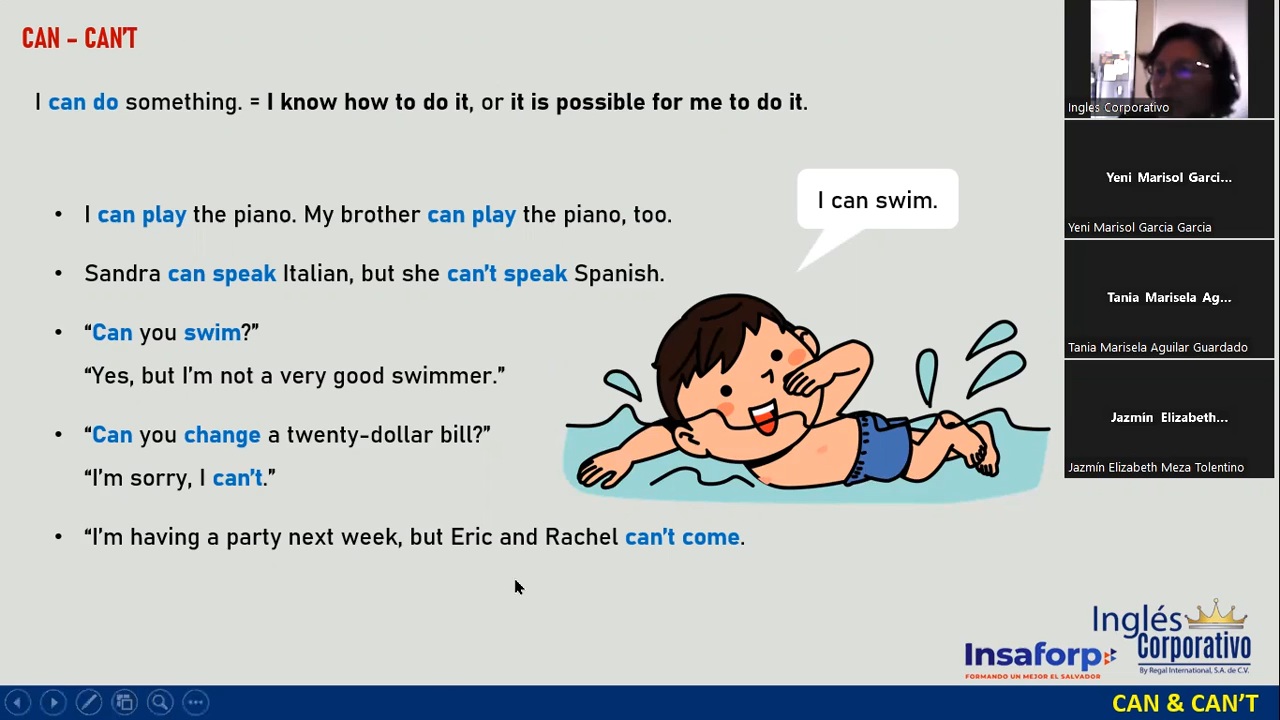 CAN – CAN'T
I can do something. = I know how to do it, or it is possible for me to do it.
• I can play the piano. My brother can play the piano, too.
• Sandra can speak Italian, but she can't speak Spanish.
• “Can you swim?”
“Yes, but I'm not a very good swimmer.”
• “Can you change a twenty-dollar bill?”
“I'm sorry, I can't.”
• “I'm having a party next week, but Eric and Rachel can't come.
I can swim.
Inglés Corporativo
Yeni Marisol Garci...
Yeni Marisol Garcia Garcia
Tania Marisela Ag...
Tania Marisela Aguilar Guardado
Jazmín Elizabeth...
Jazmín Elizabeth Meza Tolentino
Insaforp
FORMANDO UN MEJOR EL SALVADOR
Inglés
Corporativo
By Regal International, S.A. de C.V.
CAN & CAN'T